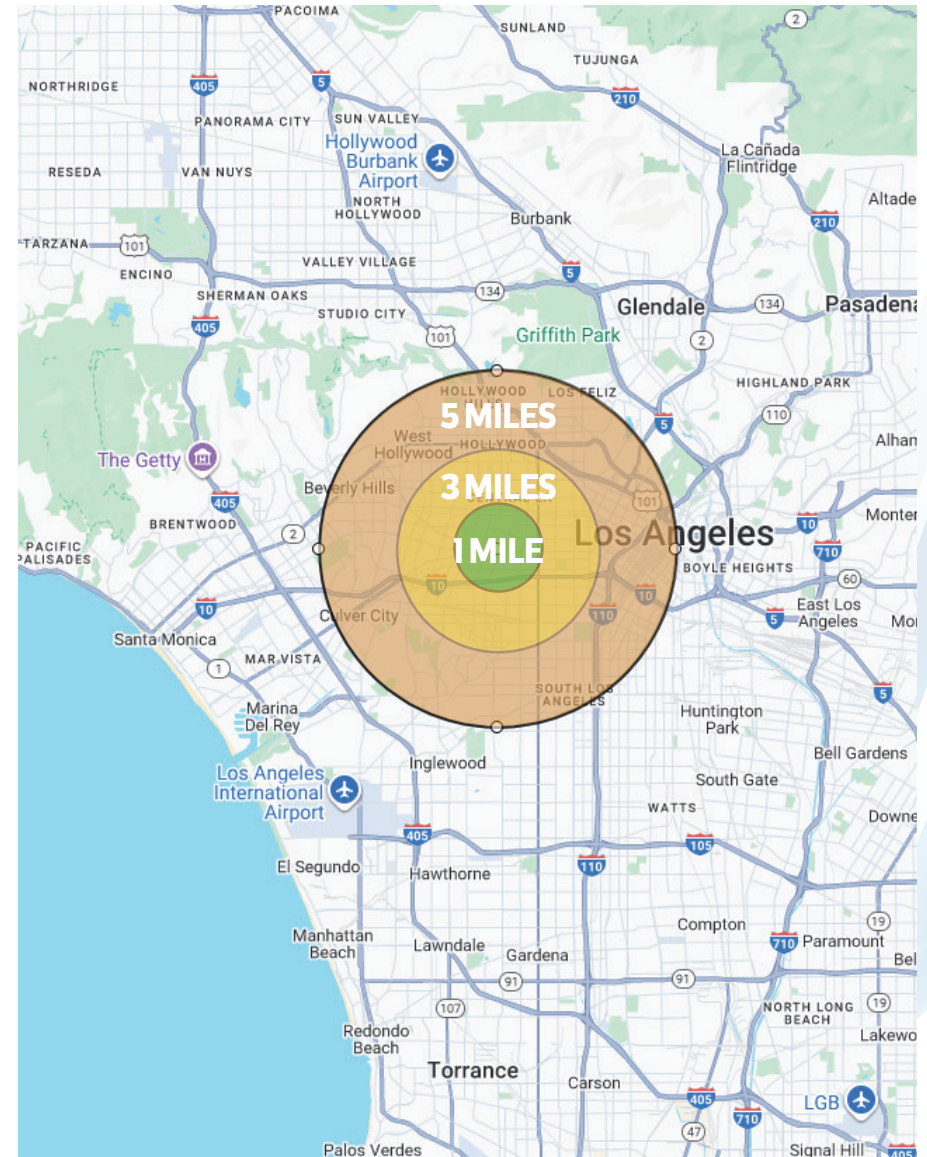 PACOIMA
2
SUNLAND
TUJUNGA
NORTHRIDGE
405
5
210
PANORAMA CITY
SUN VALLEY
Hollywood
Burbank
Airport
La Cañada
Flintridge
RESEDA
VAN NUYS
NORTH
HOLLYWOOD
Altade
Burbank
210
TARZANA
101
VALLEY VILLAGE
5
ENCINO
134
SHERMAN OAKS
STUDIO CITY
Glendale
134
Pasadena
405
101
Griffith Park
2
HOLLYWOOD
HILLS
LOS FELIZ
HIGHLAND PARK
5 MILES
110
5
West
Hollywood
HOLLYWOOD
Alham
The Getty
Beverly Hills
3 MILES
405
101
BRENTWOOD
2
Los Angeles
10
Monter
1 MILE
710
PACIFIC
PALISADES
BOYLE HEIGHTS
60
10
10
10
110
Culver City
5
East Los
Angeles
Mon
Santa Monica
1
MAR VISTA
SOUTH LOS
ANGELES
5
Marina
Del Rey
Huntington
Park
Inglewood
Bell Gardens
Los Angeles
International
Airport
South Gate
WATTS
Downe
405
105
El Segundo
Hawthorne
110
Compton
19
Manhattan
Beach
Lawndale
Gardena
710
Paramount
Bel
91
91
107
NORTH LONG
BEACH
19
Redondo
Beach
Lakewo
Torrance
Carson
405
LGB
710
47
Palos Verdes
Signal Hill
405